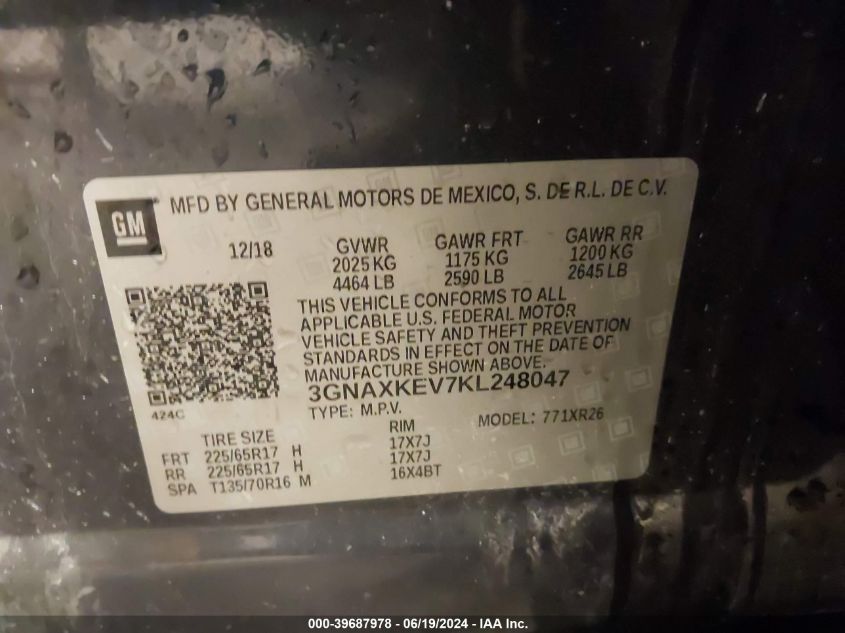 GM
MFD BY GENERAL MOTORS DE MEXICO, S. DE R.L. DE C.V.
12/18 GVWR GAWR FRT GAWR RR
2025 KG 1175 KG 1200 KG
4464 LB 2590 LB 2645 LB
THIS VEHICLE CONFORMS TO ALL
APPLICABLE U.S. FEDERAL MOTOR
VEHICLE SAFETY AND THEFT PREVENTION
STANDARDS IN EFFECT ON THE DATE OF
MANUFACTURE SHOWN ABOVE.
3GNAXKEV7KL248047
424C
TYPE: M.P.V. MODEL: 771XR26
TIRE SIZE RIM
FRT 225/65R17 H 17X7J
RR 225/65R17 H 17X7J
SPA T135/70R16 M 16X4BT
000-39687978 - 06/19/2024 - IAA Inc.